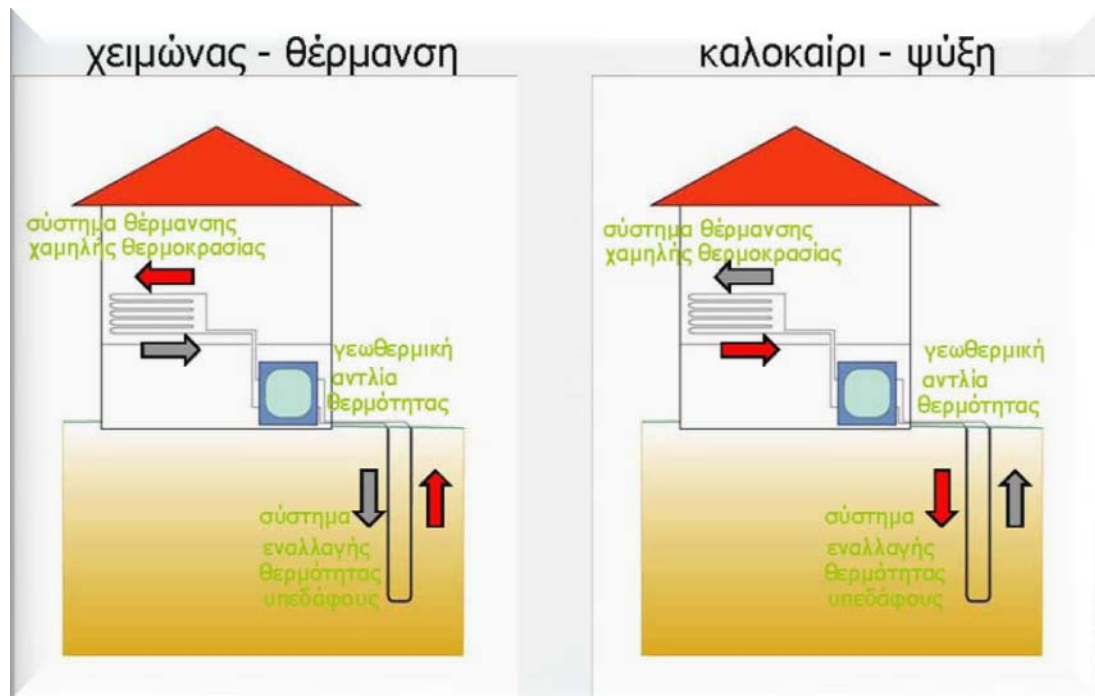 χειμώνας - θέρμανση
σύστημα θέρμανσης
χαμηλής θερμοκρασίας
γεωθερμική
αντλία
θερμότητας
σύστημα
εναλλαγής
θερμότητας
υπεδάφους
καλοκαίρι - ψύξη
σύστημα θέρμανσης
χαμηλής θερμοκρασίας
γεωθερμική
αντλία
θερμότητας
σύστημα
εναλλαγής
θερμότητας
υπεδάφους